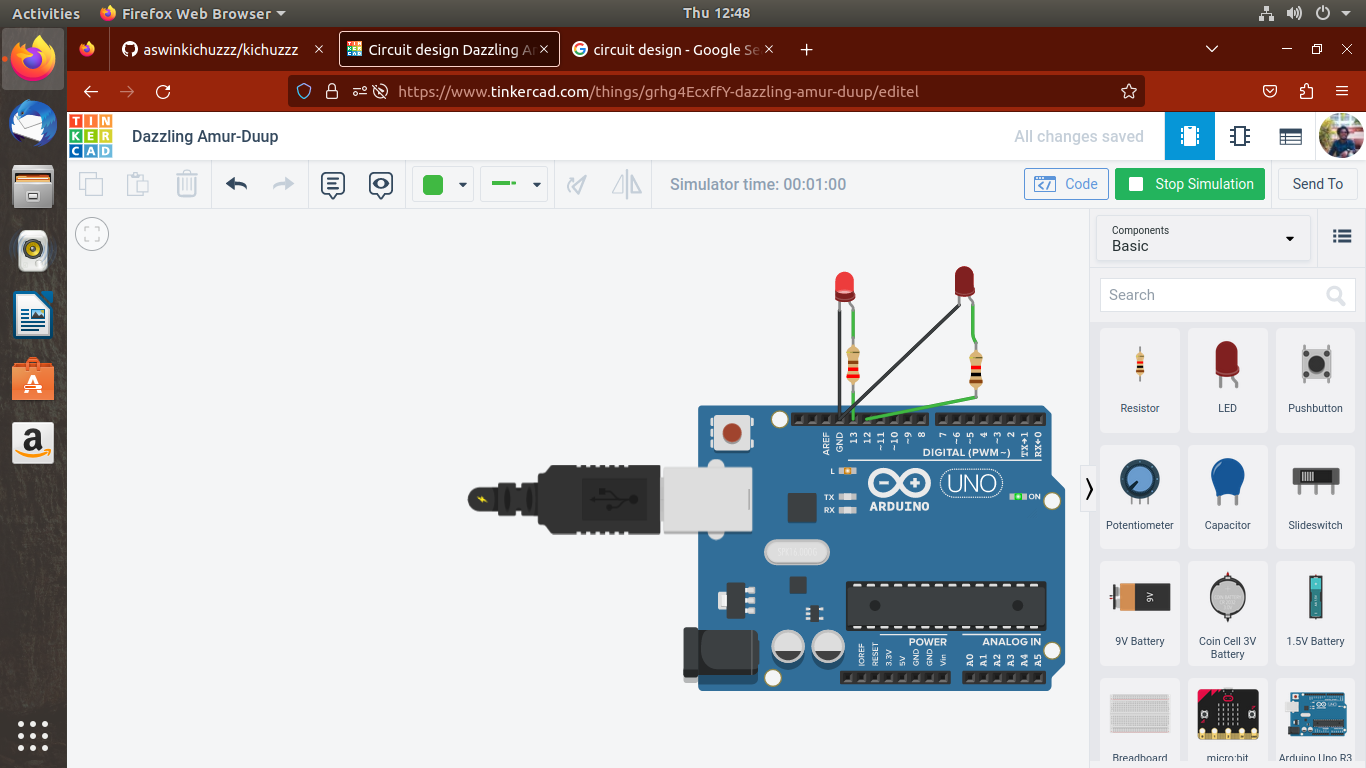 Activities
Firefox Web Browser
Thu 12:48
aswinkichuzzz/kichuzzz
Circuit design Dazzling A
circuit design - Google Se
https://www.tinkercad.com/things/grhg4EcxffY-dazzling-amur-duup/editel
TIN
KER
CAD
Dazzling Amur-Duup
All changes saved
Simulator time: 00:01:00
Code
Stop Simulation
Send To
Components
Basic
Search
Resistor
LED
Pushbutton
Potentiometer
Capacitor
Slideswitch
9V
9V Battery
Coin Cell 3V
Battery
1.5V Battery
Breadboard
micro:bit
Arduino Uno R3
AREF
GND
13
12
~11
~10
~9
8
7
~6
~5
4
~3
2
TX→1
RX←0
DIGITAL (PWM~)
L
TX
RX
ARDUINO
UNO
ON
POWER
ANALOG IN
IOREF
RESET
3.3V
5V
GND
GND
Vin
A0
A1
A2
A3
A4
A5